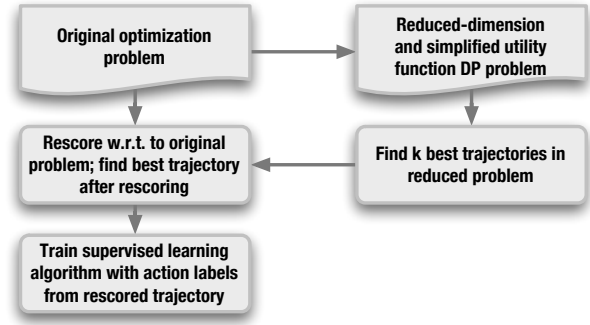 Original optimization
problem
Reduced-dimension
and simplified utility
function DP problem
Rescore w.r.t. to original
problem; find best trajectory
after rescoring
Find k best trajectories in
reduced problem
Train supervised learning
algorithm with action labels
from rescored trajectory